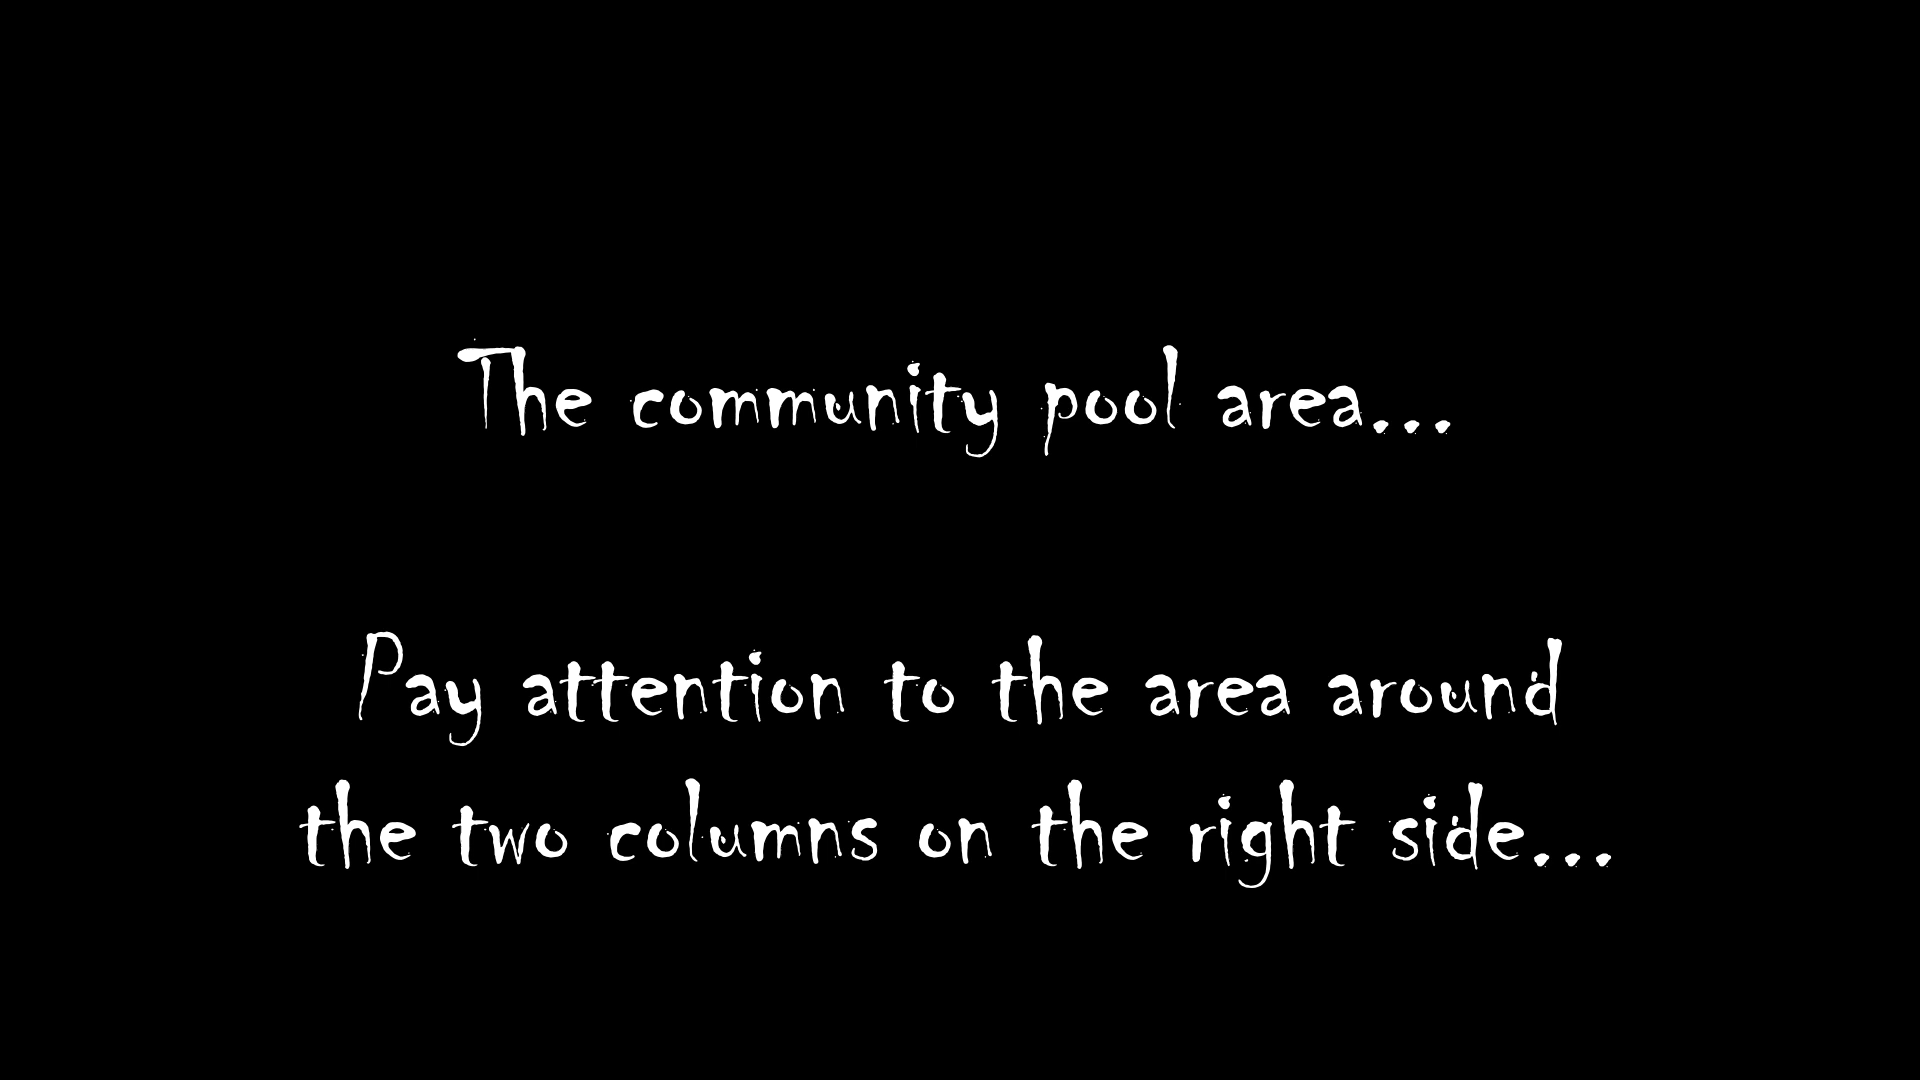 The community pool area...
Pay attention to the area around
the two columns on the right side...